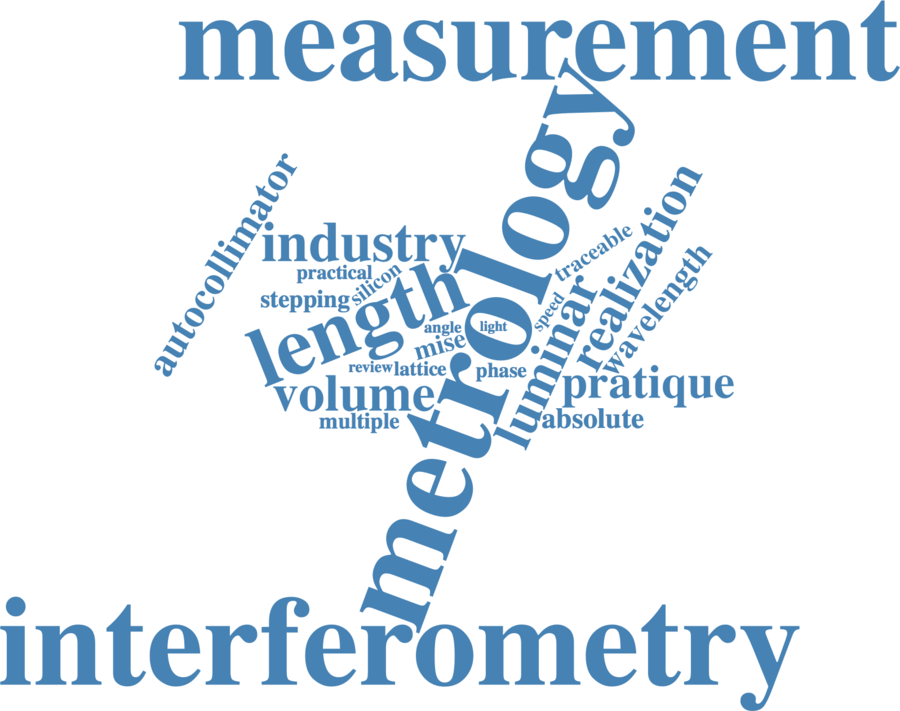 measurement
metrology
autocollimator
industry
realization
traceable
practical
silicon
wavelength
stepping
length
speed
angle
light
luminar
mise
review
lattice
phase
pratique
volume
multiple
absolute
interferometry